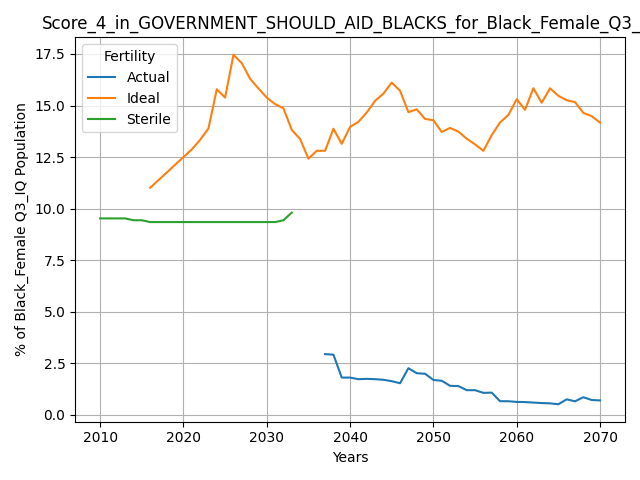 Score_4_in_GOVERNMENT_SHOULD_AID_BLACKS_for_Black_Female_Q3_
Fertility
Actual
Ideal
Sterile
% of Black_Female Q3_IQ Population
17.5
15.0
12.5
10.0
7.5
5.0
2.5
0.0
2010 2020 2030 2040 2050 2060 2070
Years